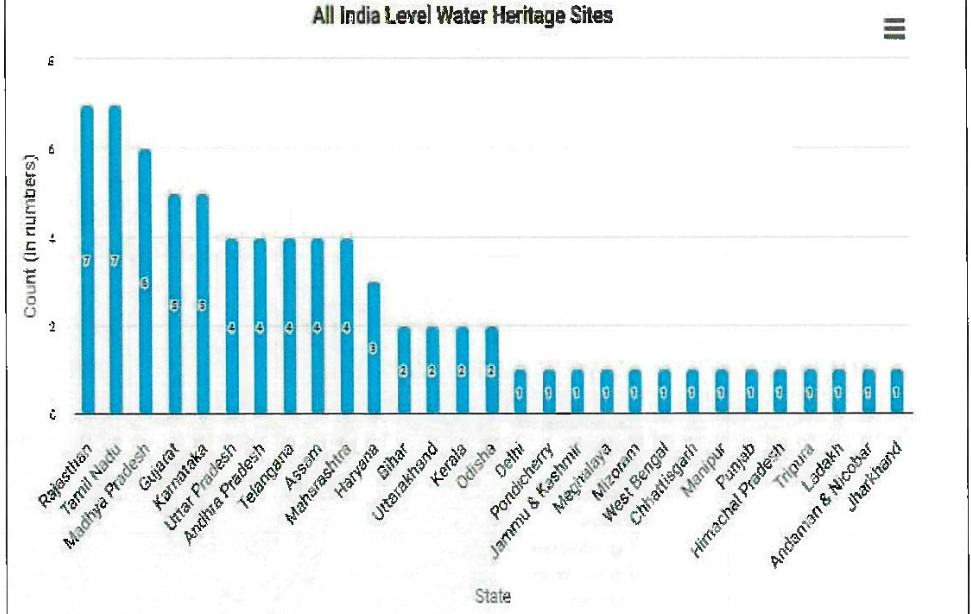 All India Level Water Heritage Sites
Count (in numbers)
8
6
4
2
0
7
7
6
5
5
4
4
4
4
4
3
2
2
2
2
1
1
1
1
1
1
1
1
1
1
1
1
1
1
Rajasthan
Tamil Nadu
Madhya Pradesh
Gujarat
Karnataka
Uttar Pradesh
Andhra Pradesh
Telangana
Assam
Maharashtra
Haryana
Bihar
Uttarakhand
Kerala
Odisha
Delhi
Pondicherry
Jammu & Kashmir
Meghalaya
Mizoram
West Bengal
Chhattisgarh
Manipur
Punjab
Himachal Pradesh
Tripura
Ladakh
Andaman & Nicobar
Jharkhand
State